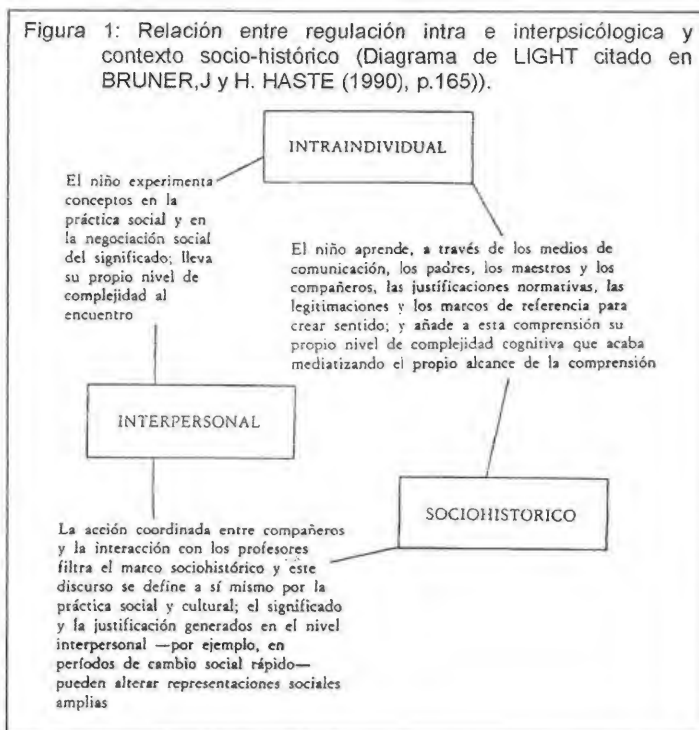 Figura 1: Relación entre regulación intra e interpsicólogica y
contexto socio-histórico (Diagrama de LIGHT citado en
BRUNER,J y H. HASTE (1990), p.165)).
INTRAINDIVIDUAL
El niño experimenta
conceptos en la
práctica social y en
la negociación social
del significado; lleva
su propio nivel de
complejidad al
encuentro
El niño aprende, a través de los medios de
comunicación, los padres, los maestros y los
compañeros, las justificaciones normativas, las
legitimaciones y los marcos de referencia para
crear sentido; y añade a esta comprensión su
propio nivel de complejidad cognitiva que acaba
mediatizando el propio alcance de la comprensión
INTERPERSONAL
SOCIOHISTORICO
La acción coordinada entre compañeros
y la interacción con los profesores
filtra el marco sociohistórico y este
discurso se define a sí mismo por la
práctica social y cultural; el significado
y la justificación generados en el nivel
interpersonal —por ejemplo, en
períodos de cambio social rápido—
pueden alterar representaciones sociales
amplias